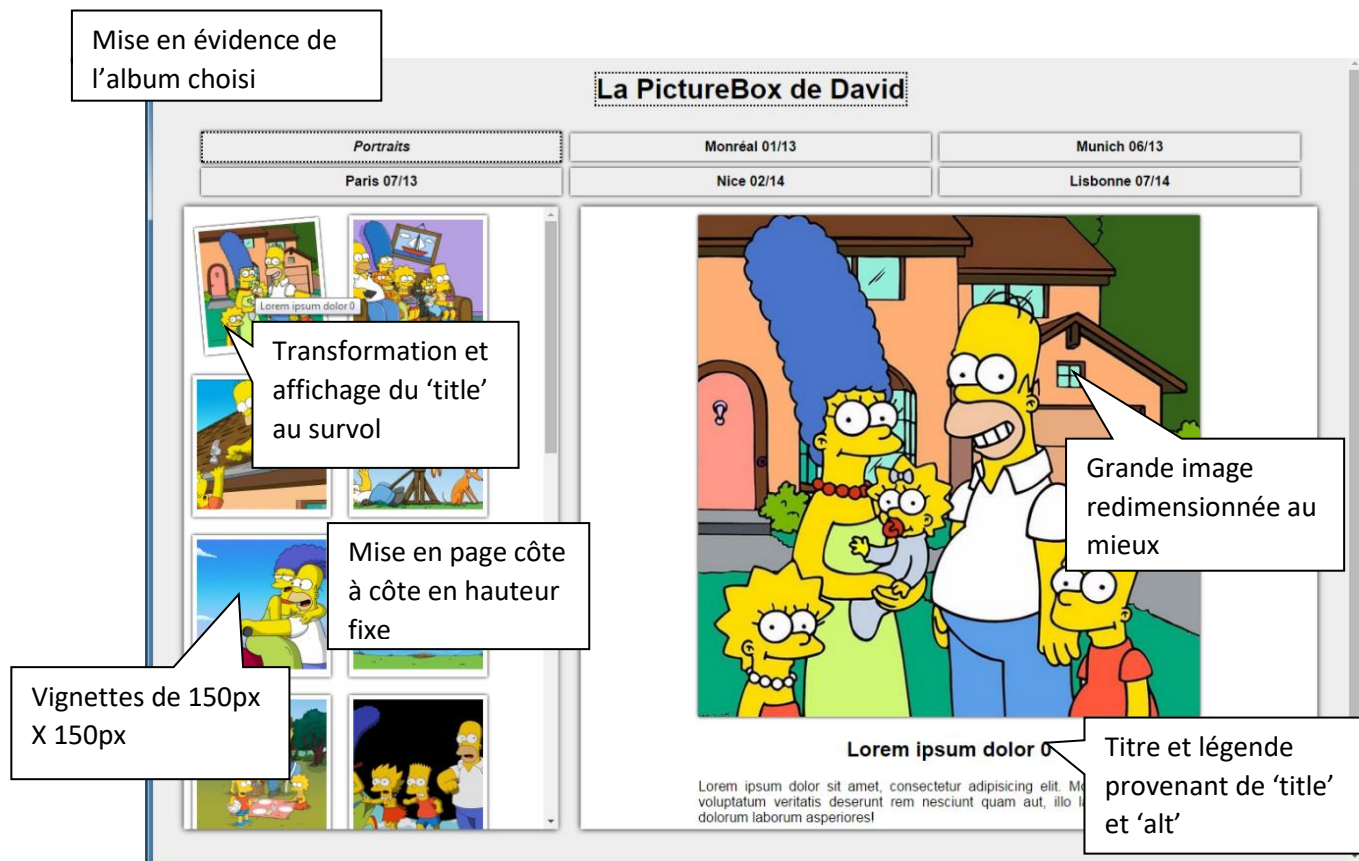 Mise en évidence de
l’album choisi
La PictureBox de David
Portraits
Monréal 01/13
Munich 06/13
Paris 07/13
Nice 02/14
Lisbonne 07/14
Lorem ipsum dolor 0
Transformation et
affichage du ‘title’
au survol
Grande image
redimensionnée au
mieux
Mise en page côte
à côte en hauteur
fixe
Vignettes de 150px
X 150px
Lorem ipsum dolor 0
Titre et légende
provenant de ‘title’
et ‘alt’
Lorem ipsum dolor sit amet, consectetur adipisicing elit.
voluptatum veritatis deserunt rem nesciunt quam aut, illo
dolorum laborum asperiores!